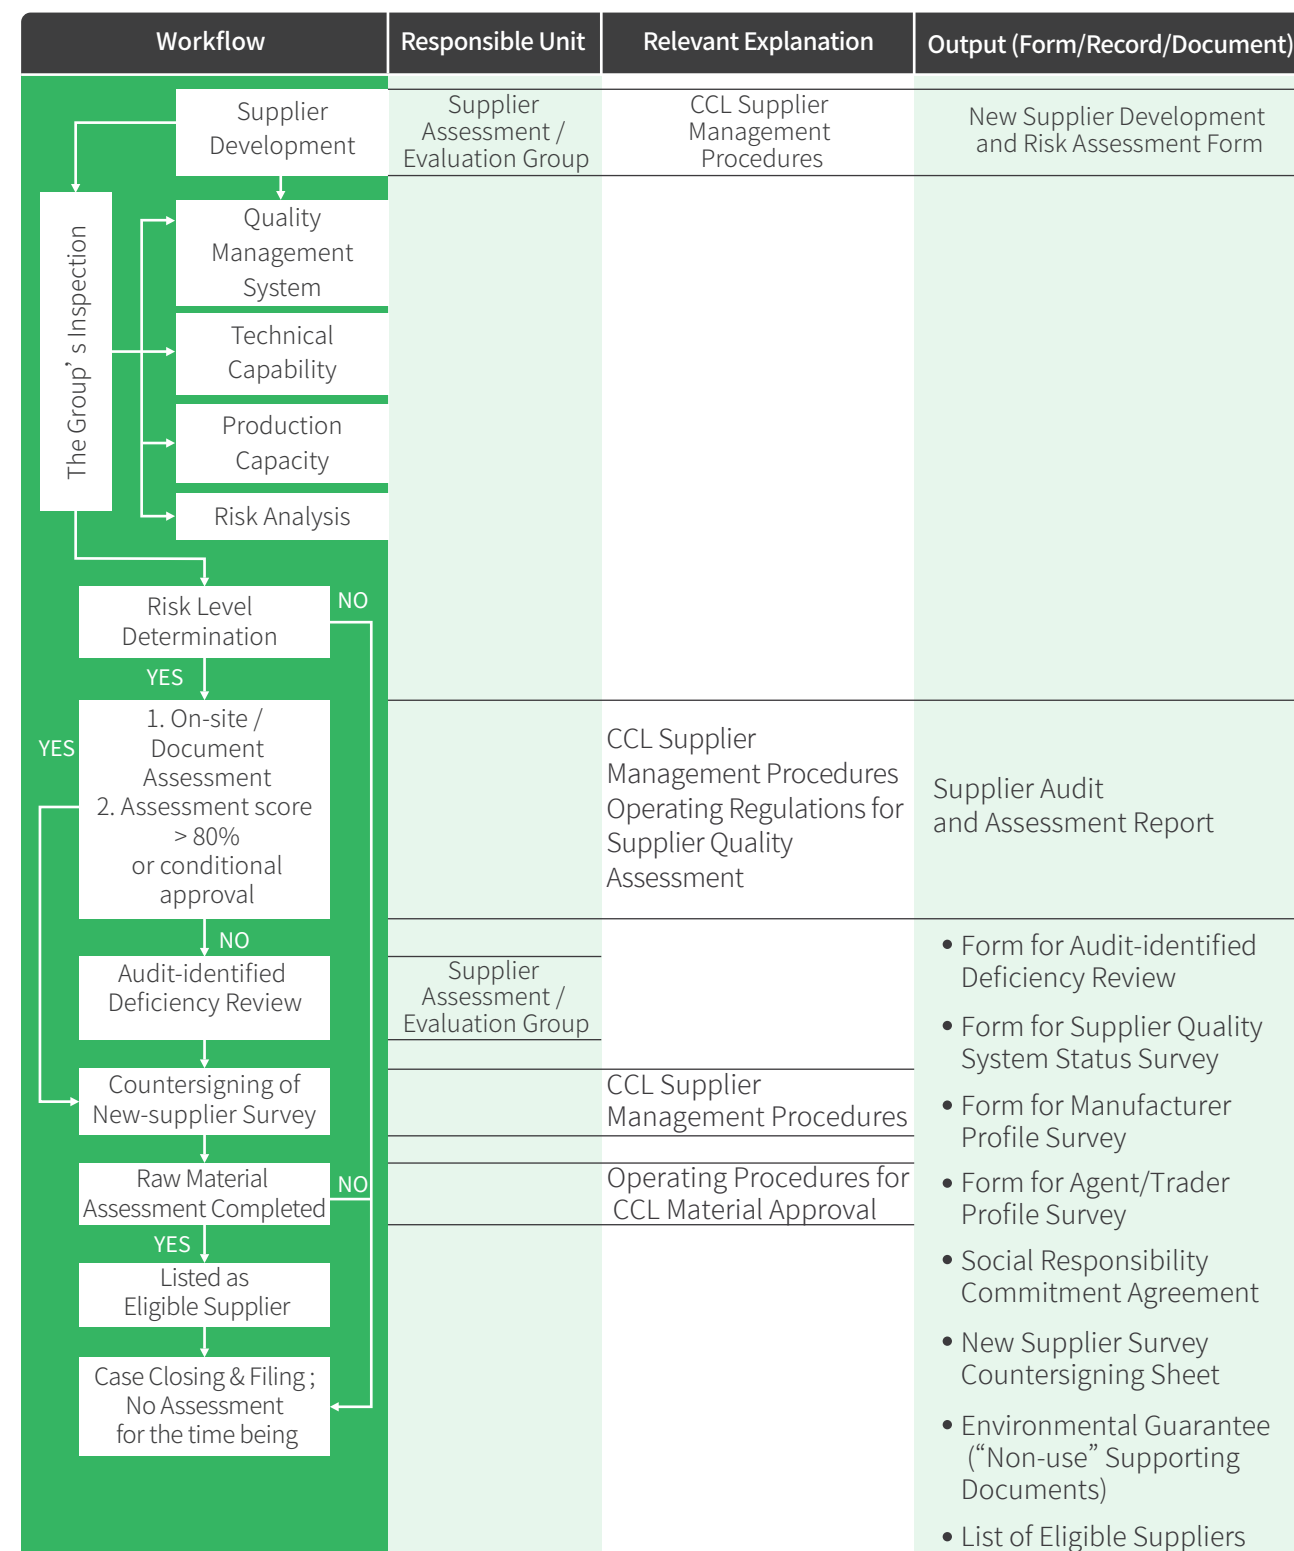 Workflow
Responsible Unit
Relevant Explanation
Output (Form/Record/Document)
Supplier
Development
Supplier
Assessment /
Evaluation Group
CCL Supplier
Management
Procedures
New Supplier Development
and Risk Assessment Form
The Group’s Inspection
Quality
Management
System
Technical
Capability
Production
Capacity
Risk Analysis
Risk Level
Determination
NO
YES
YES
1. On-site /
Document
Assessment
2. Assessment score
> 80%
or conditional
approval
CCL Supplier
Management Procedures
Operating Regulations for
Supplier Quality
Assessment
Supplier Audit
and Assessment Report
NO
Audit-identified
Deficiency Review
Supplier
Assessment /
Evaluation Group
Countersigning of
New-supplier Survey
CCL Supplier
Management Procedures
Raw Material
Assessment Completed
NO
Operating Procedures for
CCL Material Approval
YES
Listed as
Eligible Supplier
Case Closing & Filing ;
No Assessment
for the time being
• Form for Audit-identified
Deficiency Review
• Form for Supplier Quality
System Status Survey
• Form for Manufacturer
Profile Survey
• Form for Agent/Trader
Profile Survey
• Social Responsibility
Commitment Agreement
• New Supplier Survey
Countersigning Sheet
• Environmental Guarantee
(“Non-use” Supporting
Documents)
• List of Eligible Suppliers